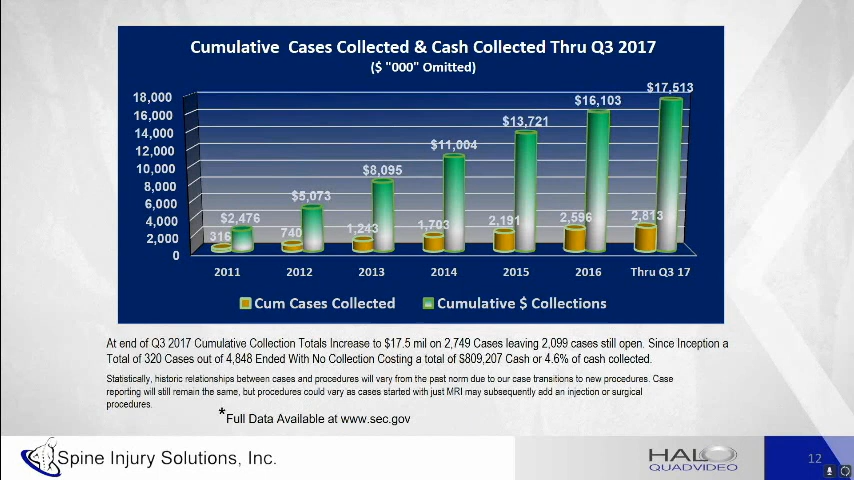 Cumulative Cases Collected & Cash Collected Thru Q3 2017
($ "000" Omitted)
18,000
16,000
14,000
12,000
10,000
8,000
6,000
4,000
2,000
0
$2,476
$5,073
$8,095
$11,004
$13,721
$16,103
$17,513
316
740
1,243
1,703
2,191
2,596
2,813
2011 2012 2013 2014 2015 2016 Thru Q3 17
Cum Cases Collected Cumulative $ Collections
At end of Q3 2017 Cumulative Collection Totals Increase to $17.5 mil on 2,749 Cases leaving 2,099 cases still open. Since Inception a
Total of 320 Cases out of 4,848 Ended With No Collection Costing a total of $809,207 Cash or 4.6% of cash collected.
Statistically, historic relationships between cases and procedures will vary from the past norm due to our case transitions to new procedures. Case
reporting will still remain the same, but procedures could vary as cases started with just MRI may subsequently add an injection or surgical
procedures.
*Full Data Available at www.sec.gov
Spine Injury Solutions, Inc.
HALO
QUADVIDEO
12